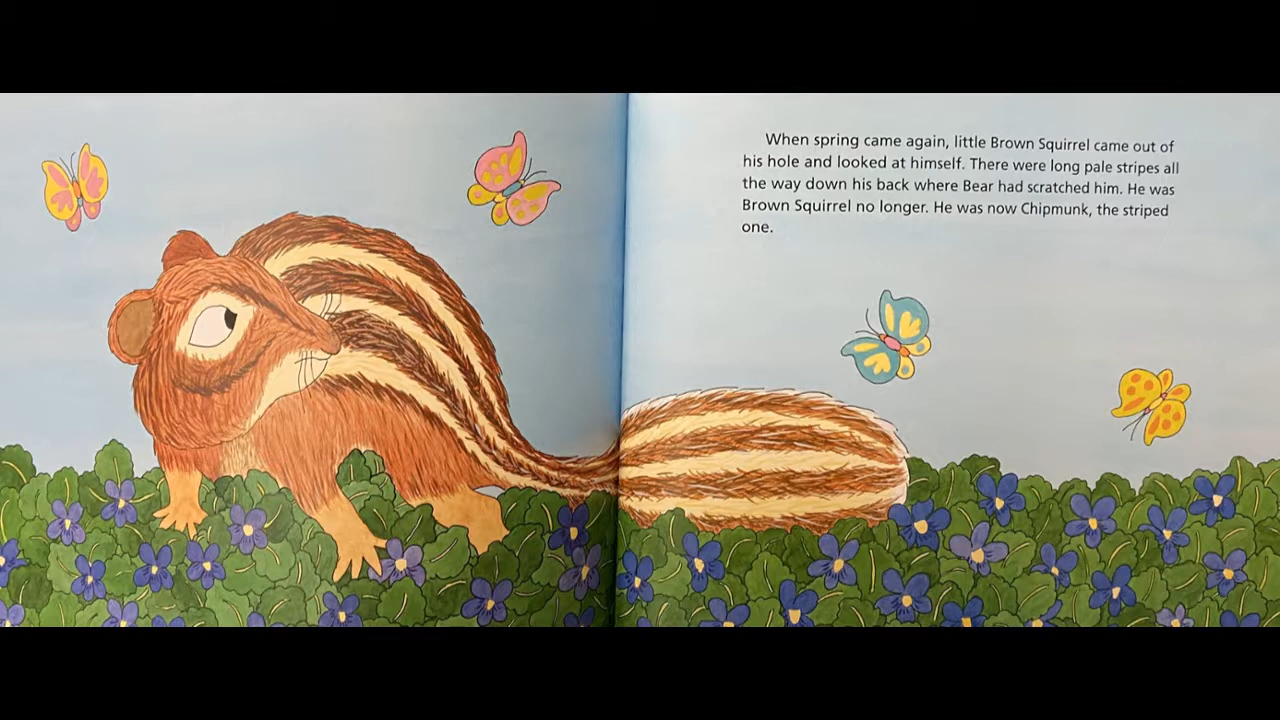 When spring came again, little Brown Squirrel came out of
his hole and looked at himself. There were long pale stripes all
the way down his back where Bear had scratched him. He was
Brown Squirrel no longer. He was now Chipmunk, the striped
one.